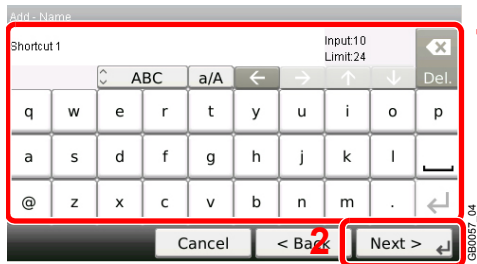 Add - Name
Shortcut 1
Input:10
Limit:24
ABC a/A ← → ↑ ↓ Del.
q w e r t y u i o p
a s d f g h j k l
@ z x c v b n m .
Cancel < Back 2 Next >
GB0057_04